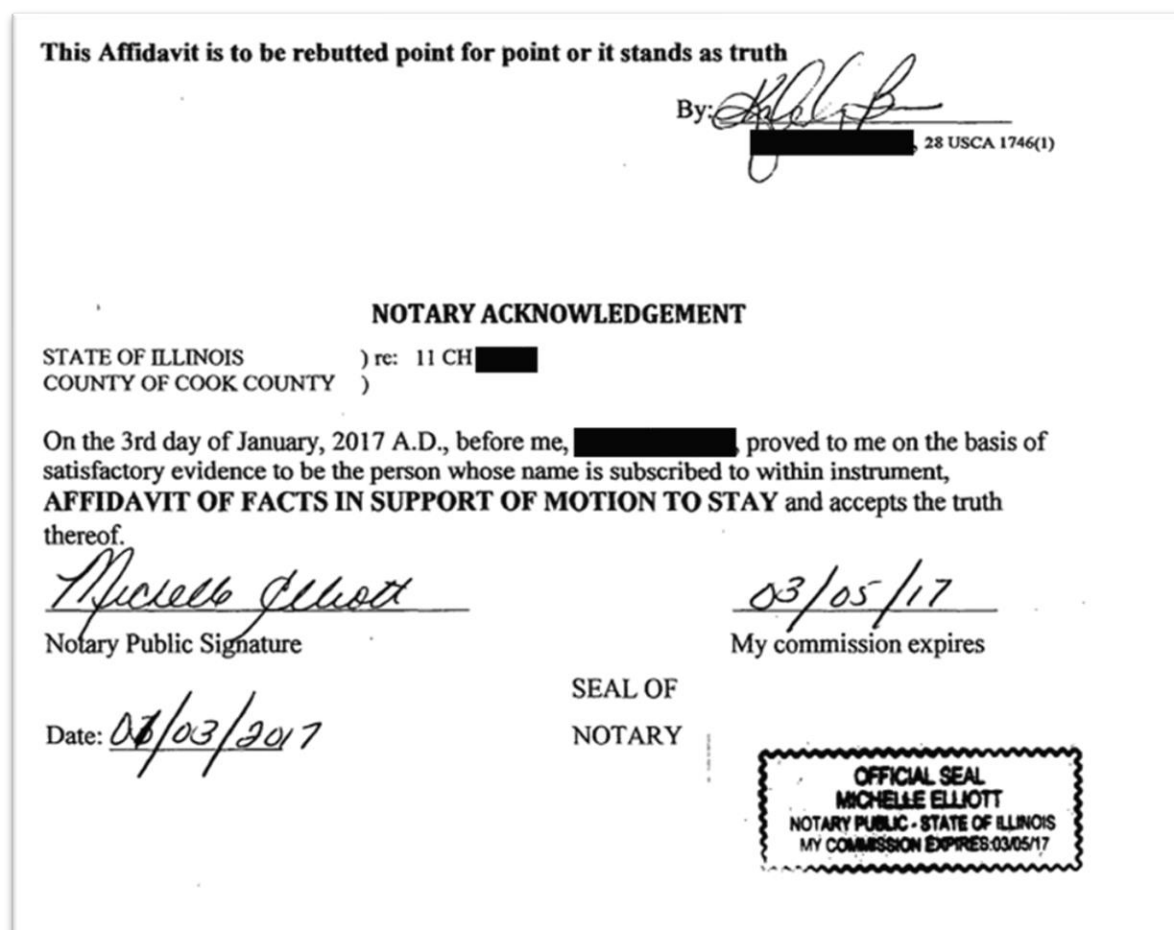 This Affidavit is to be rebutted point for point or it stands as truth
By:
, 28 USCA 1746(1)
NOTARY ACKNOWLEDGEMENT
STATE OF ILLINOIS ) re: 11 CH
COUNTY OF COOK COUNTY )
On the 3rd day of January, 2017 A.D., before me, , proved to me on the basis of
satisfactory evidence to be the person whose name is subscribed to within instrument,
AFFIDAVIT OF FACTS IN SUPPORT OF MOTION TO STAY and accepts the truth
thereof.
Michelle Elliott 03/05/17
Notary Public Signature My commission expires
SEAL OF
Date: 01/03/2017 NOTARY
OFFICIAL SEAL
MICHELLE ELLIOTT
NOTARY PUBLIC - STATE OF ILLINOIS
MY COMMISSION EXPIRES:03/05/17